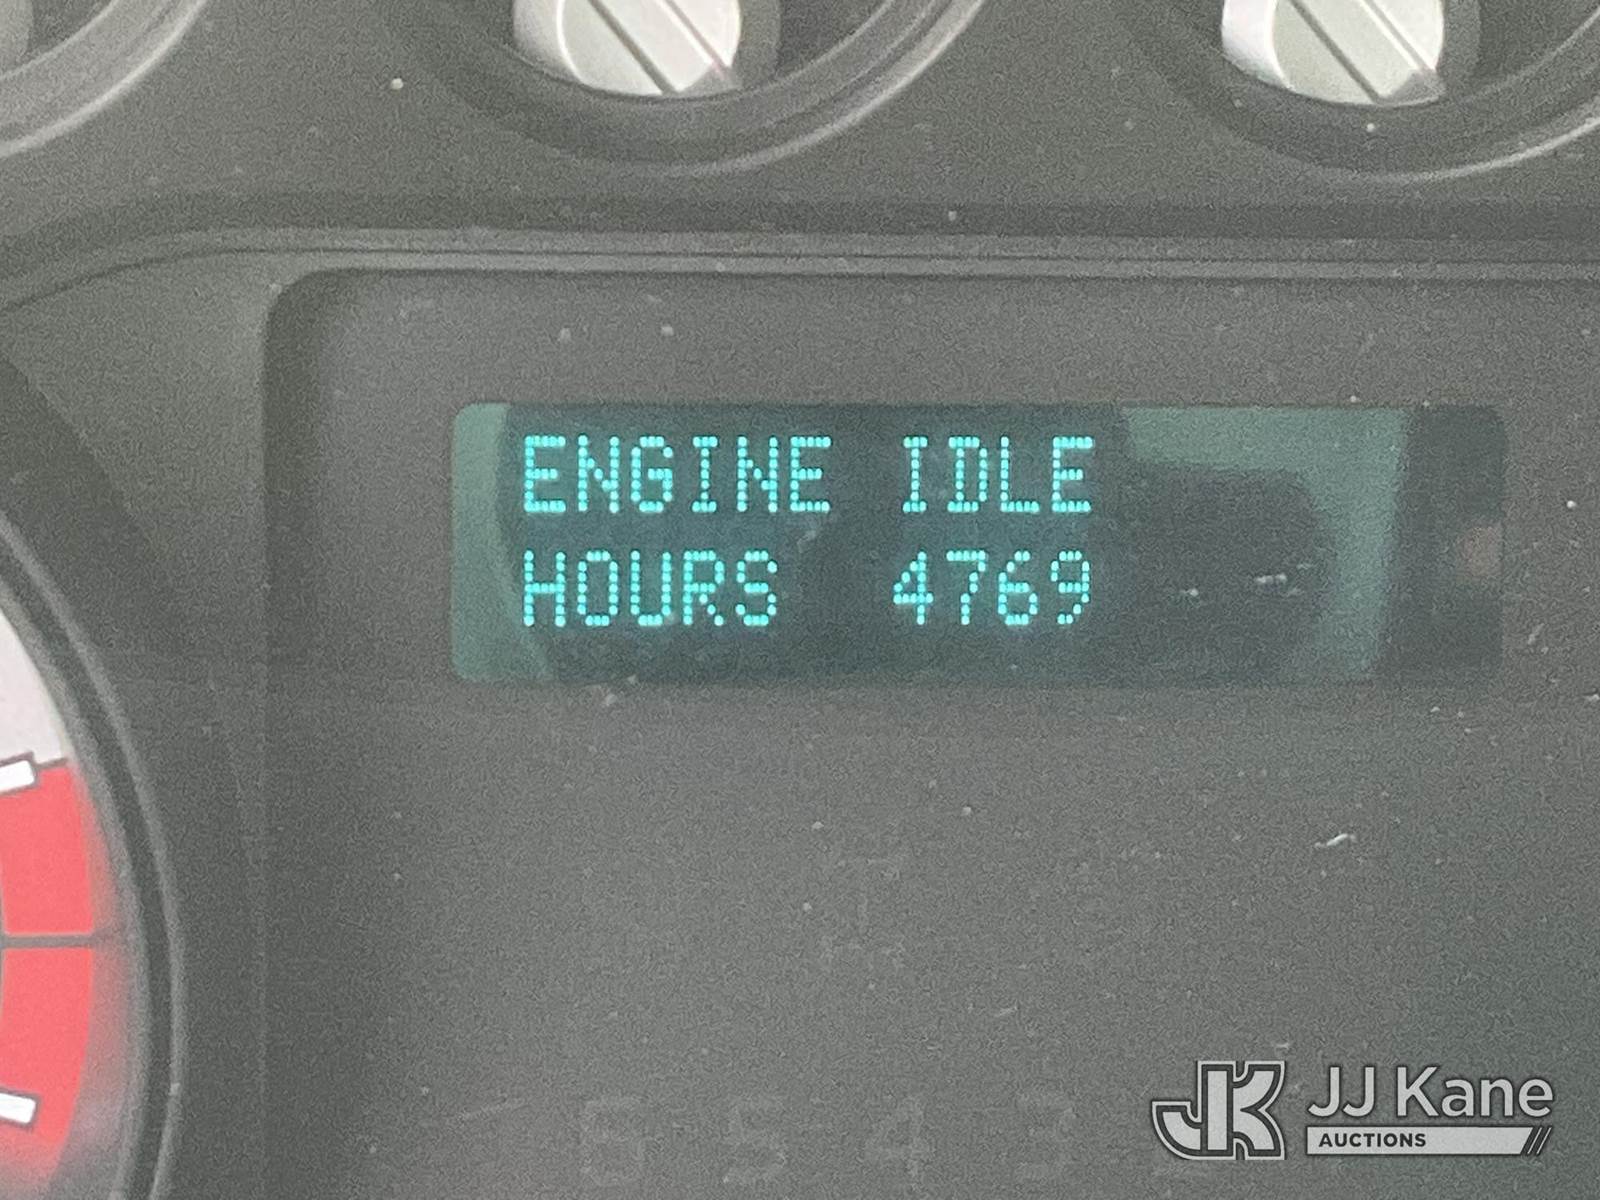 ENGINE IDLE
HOURS 4769
JJ Kane
AUCTIONS